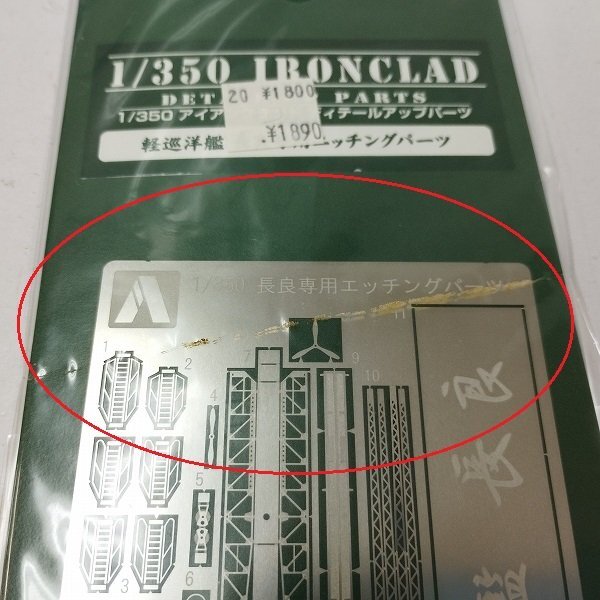 1/350 IRONCLAD
DET PARTS
20 ¥1800
1/350 アイア ィテールアップパーツ
¥1890
軽巡洋艦 用エッチングパーツ
1/350 長良専用エッチングパーツ
1
2
3
4
5
6
7
9
10
11
長良